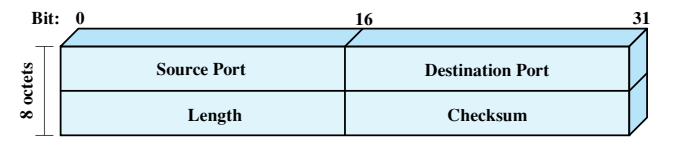 Bit: 0 16 31
8 octets
Source Port Destination Port
Length Checksum